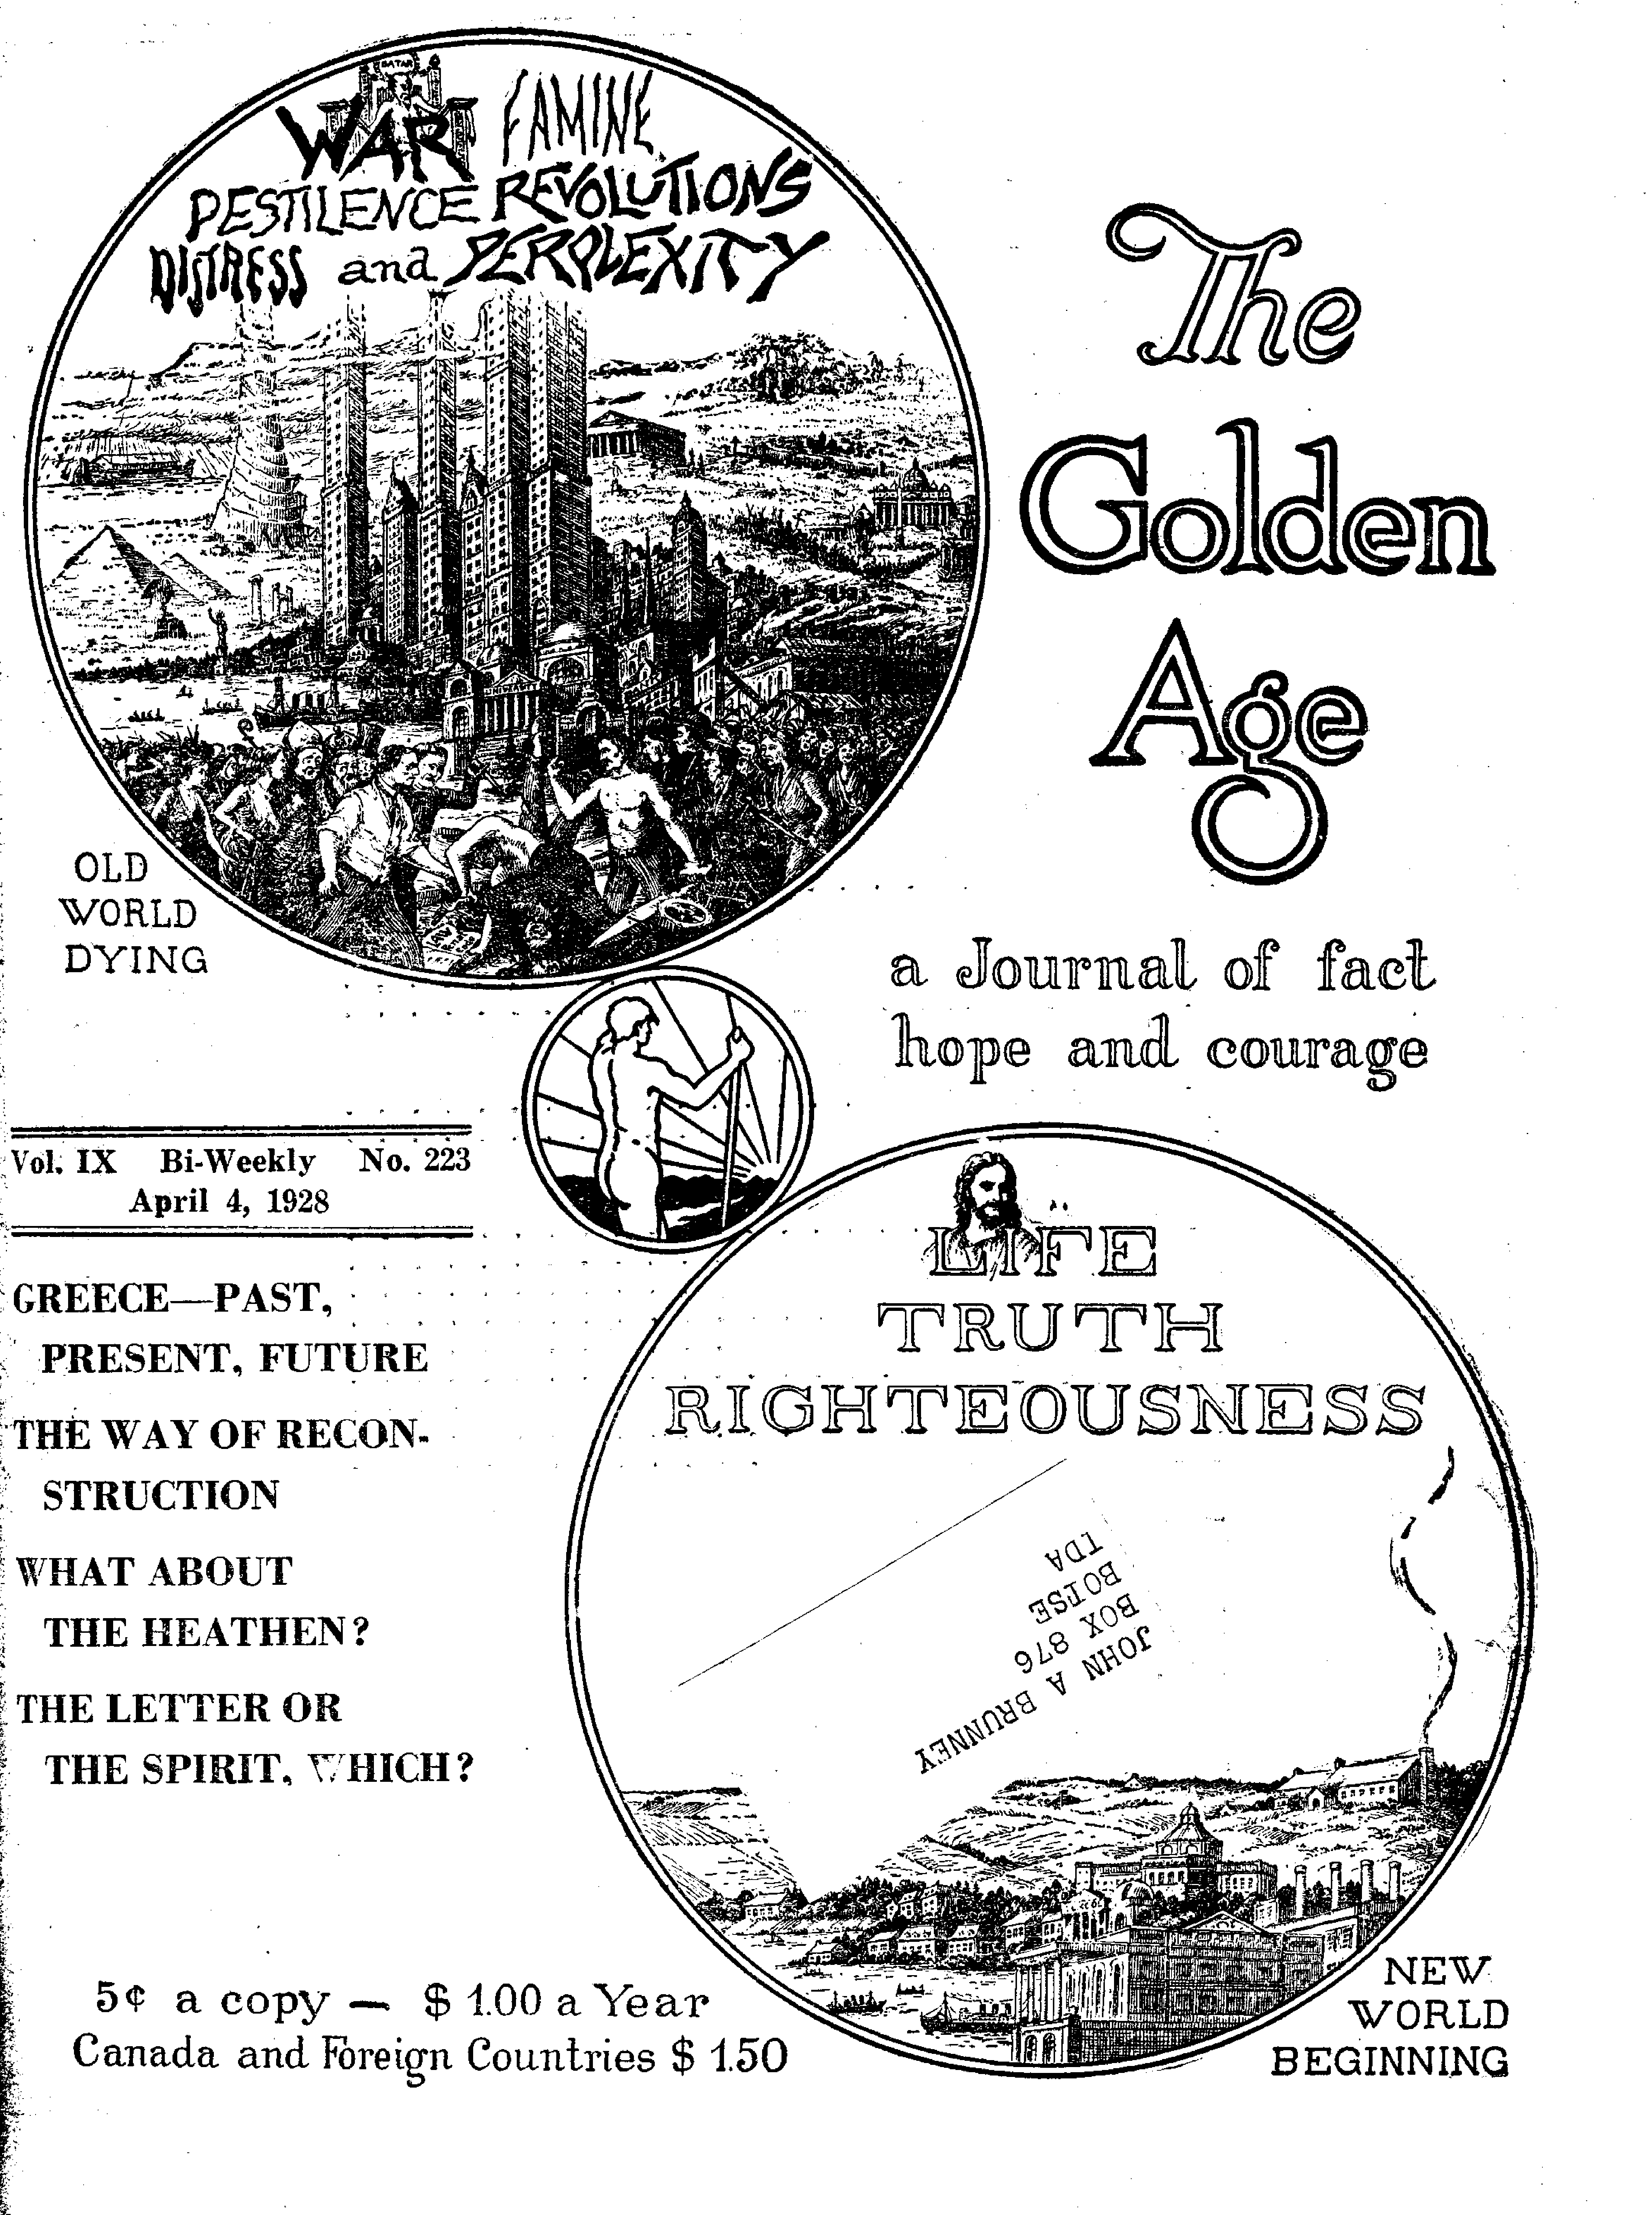 SATAN
WAR FAMINE
PESTILENCE REVOLUTIONS
DISTRESS and PERPLEXITY
The
Golden
Age
OLD
WORLD
DYING
a Journal of fact
hope and courage
Vol. IX Bi-Weekly No. 223
April 4, 1928
GREECE—PAST,
PRESENT, FUTURE
THE WAY OF RECON-
STRUCTION
WHAT ABOUT
THE HEATHEN?
THE LETTER OR
THE SPIRIT, WHICH?
LIFE
TRUTH
RIGHTEOUSNESS
JOHN A BRUNNEY
BOX 876
BOISE
IDA
5¢ a copy — $ 1.00 a Year
Canada and Foreign Countries $ 1.50
NEW
WORLD
BEGINNING